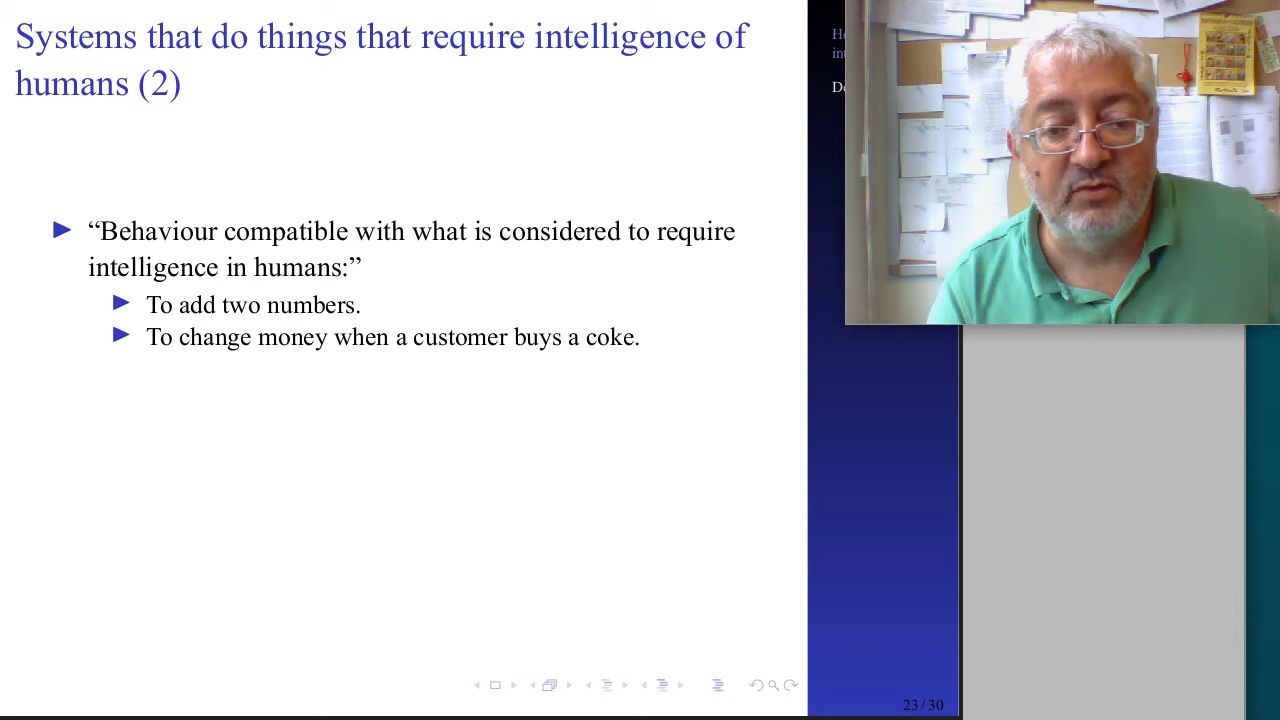 Systems that do things that require intelligence of
humans (2)
“Behaviour compatible with what is considered to require
intelligence in humans:”
To add two numbers.
To change money when a customer buys a coke.
23 / 30